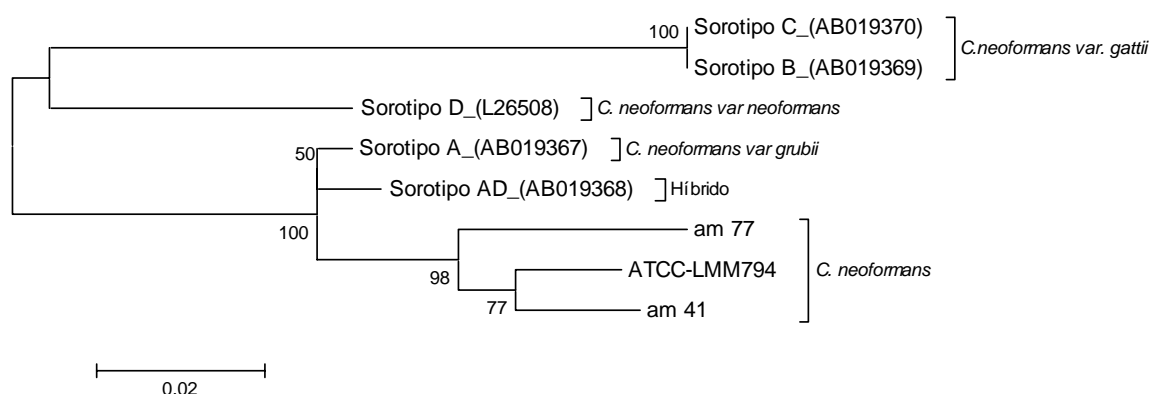 100
Sorotipo C_(AB019370)
Sorotipo B_(AB019369)
C.neoformans var. gattii
Sorotipo D_(L26508)
C. neoformans var neoformans
50
Sorotipo A_(AB019367)
C. neoformans var grubii
Sorotipo AD_(AB019368)
Híbrido
100
am 77
98
ATCC-LMM794
C. neoformans
77
am 41
0.02